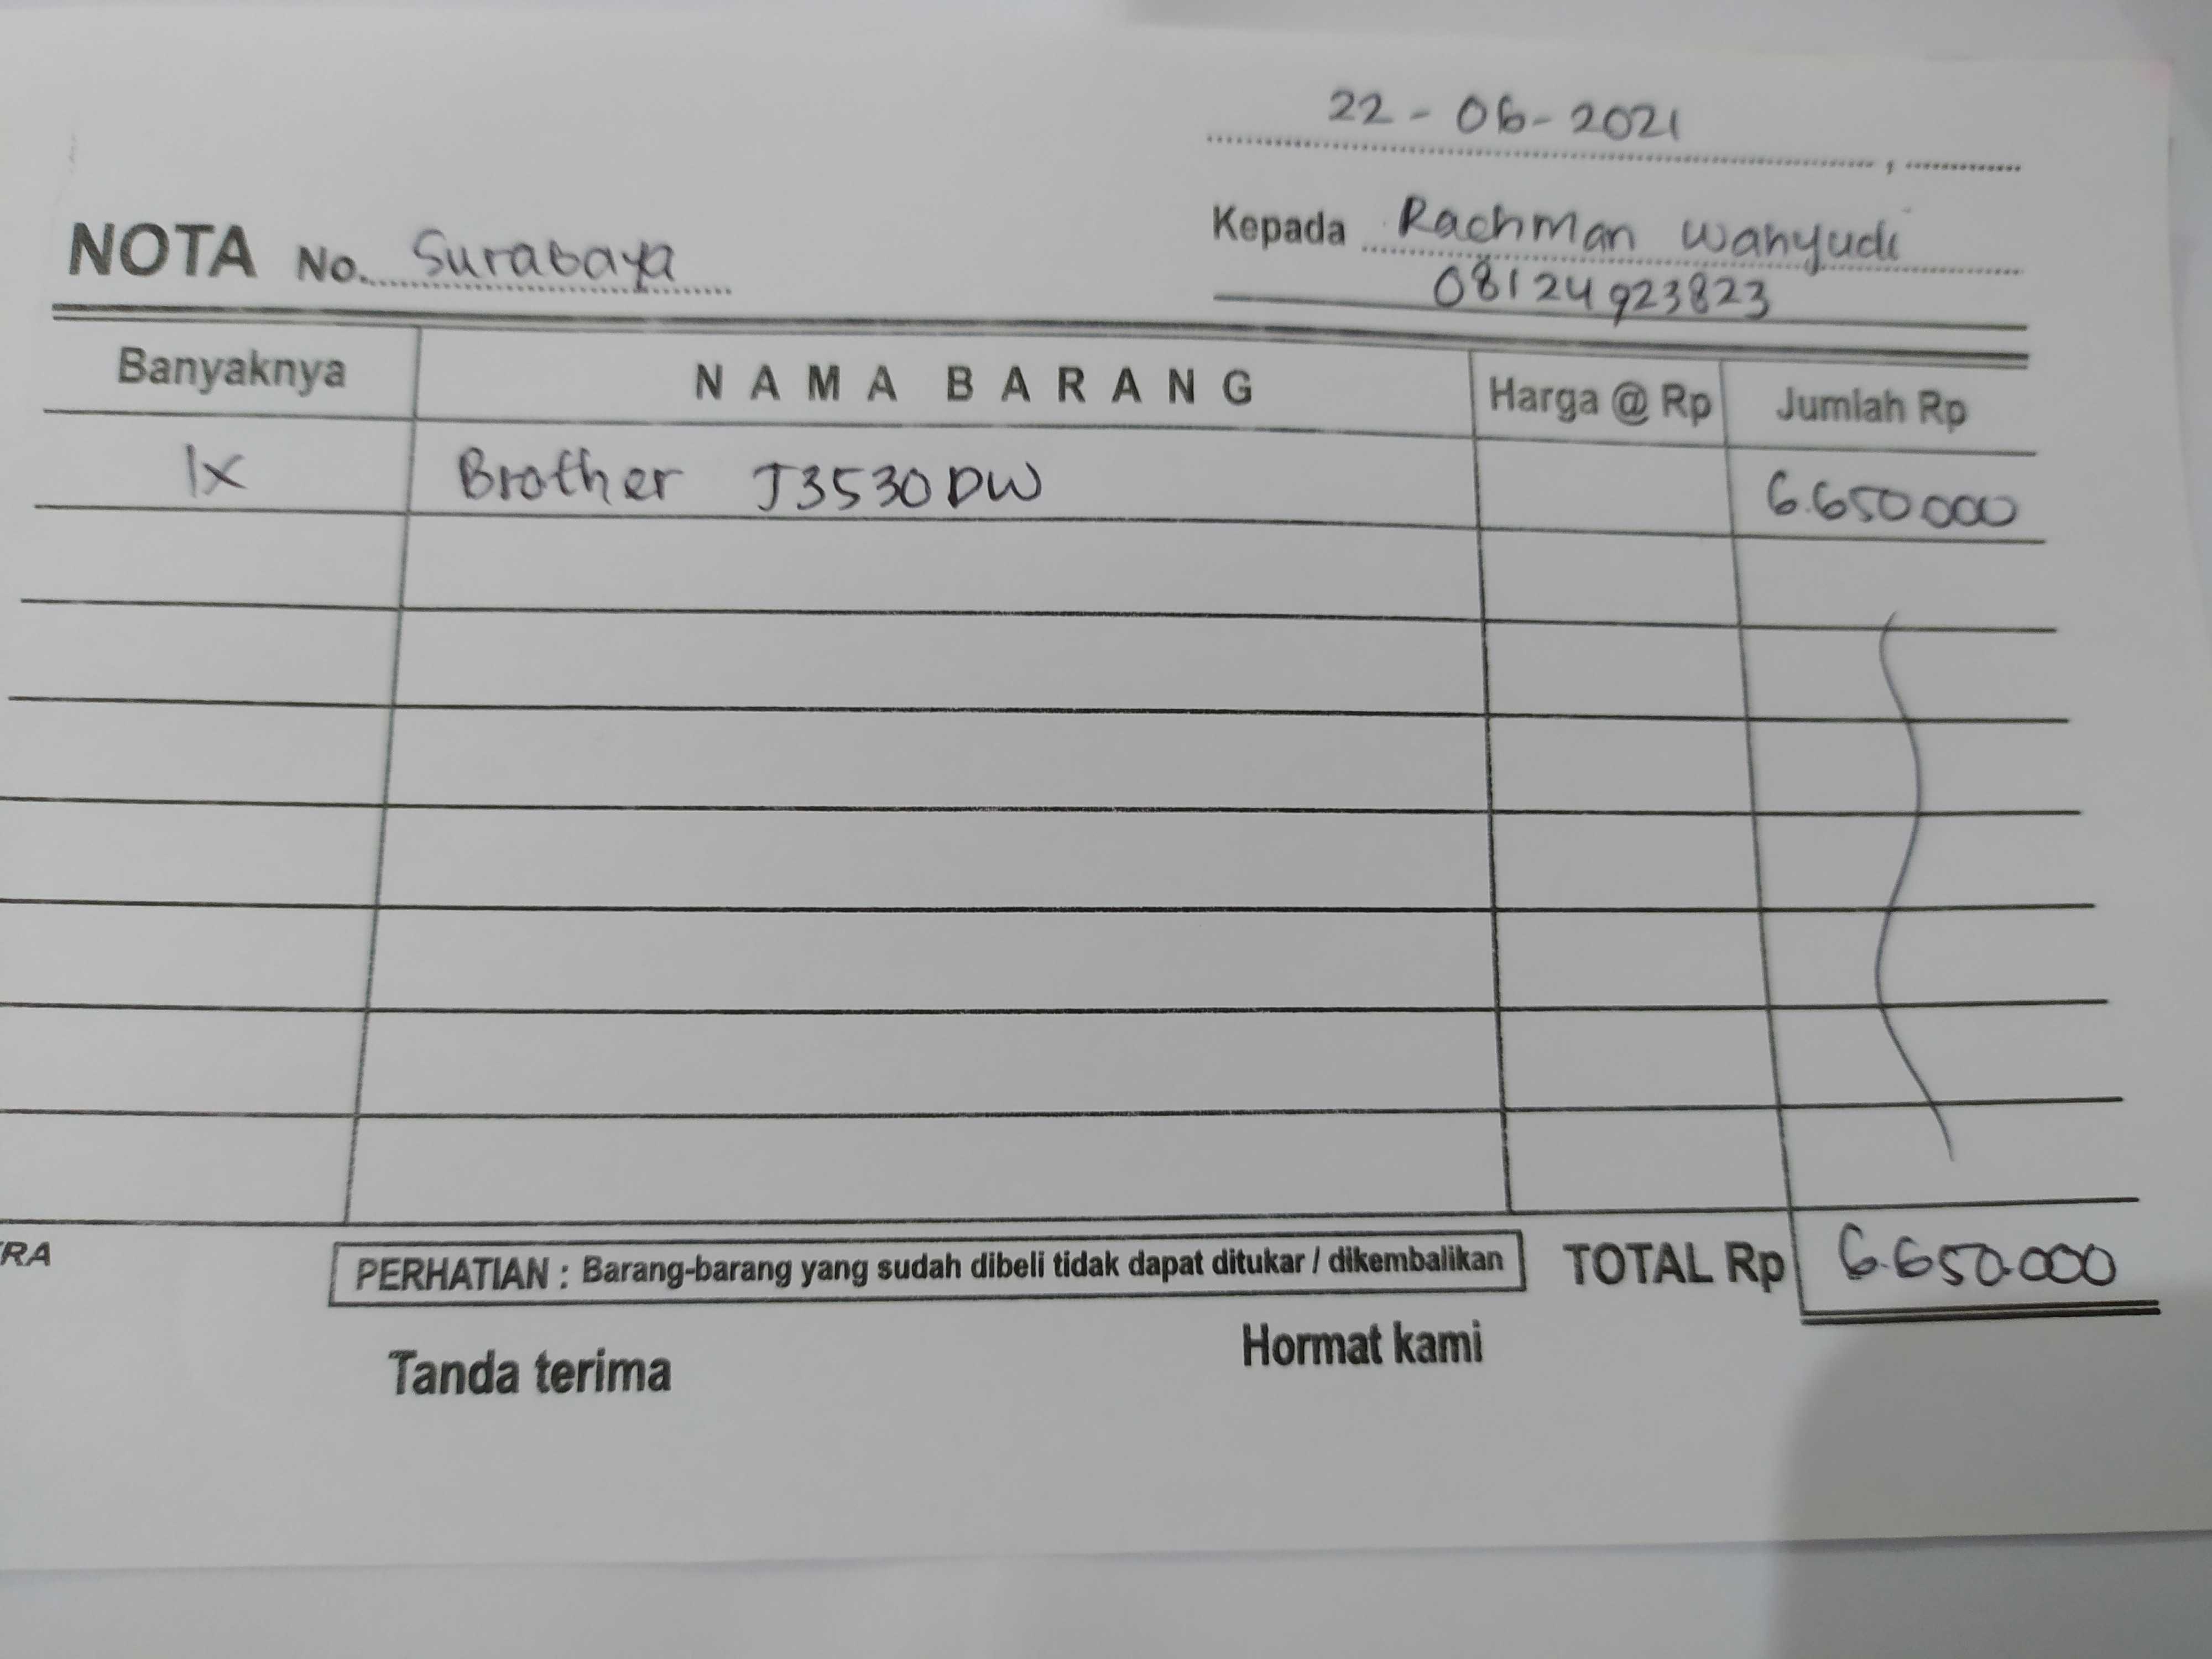 22-06-2021
NOTA No. Surabaya
Kepada Rachman Wahyudi
08124923823
Banyaknya NAMA BARANG Harga @ Rp Jumlah Rp
1x Brother J3530DW 6.650.000
RA PERHATIAN : Barang-barang yang sudah dibeli tidak dapat ditukar / dikembalikan TOTAL Rp 6.650.000
Tanda terima Hormat kami